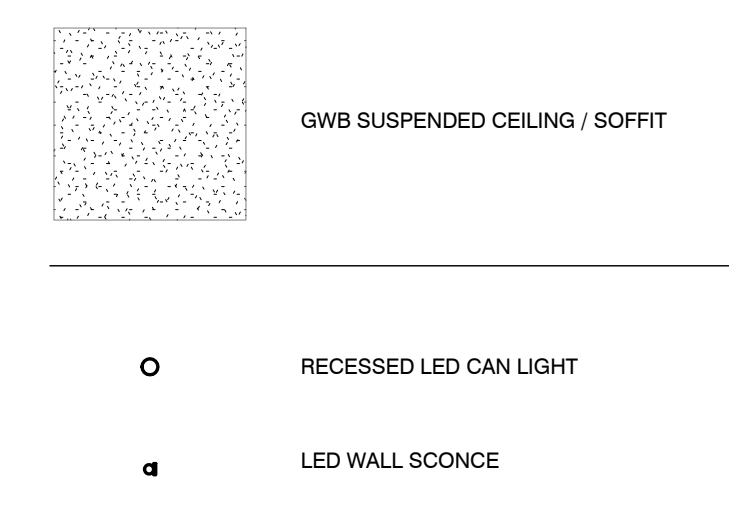 GWB SUSPENDED CEILING / SOFFIT
RECESSED LED CAN LIGHT
LED WALL SCONCE